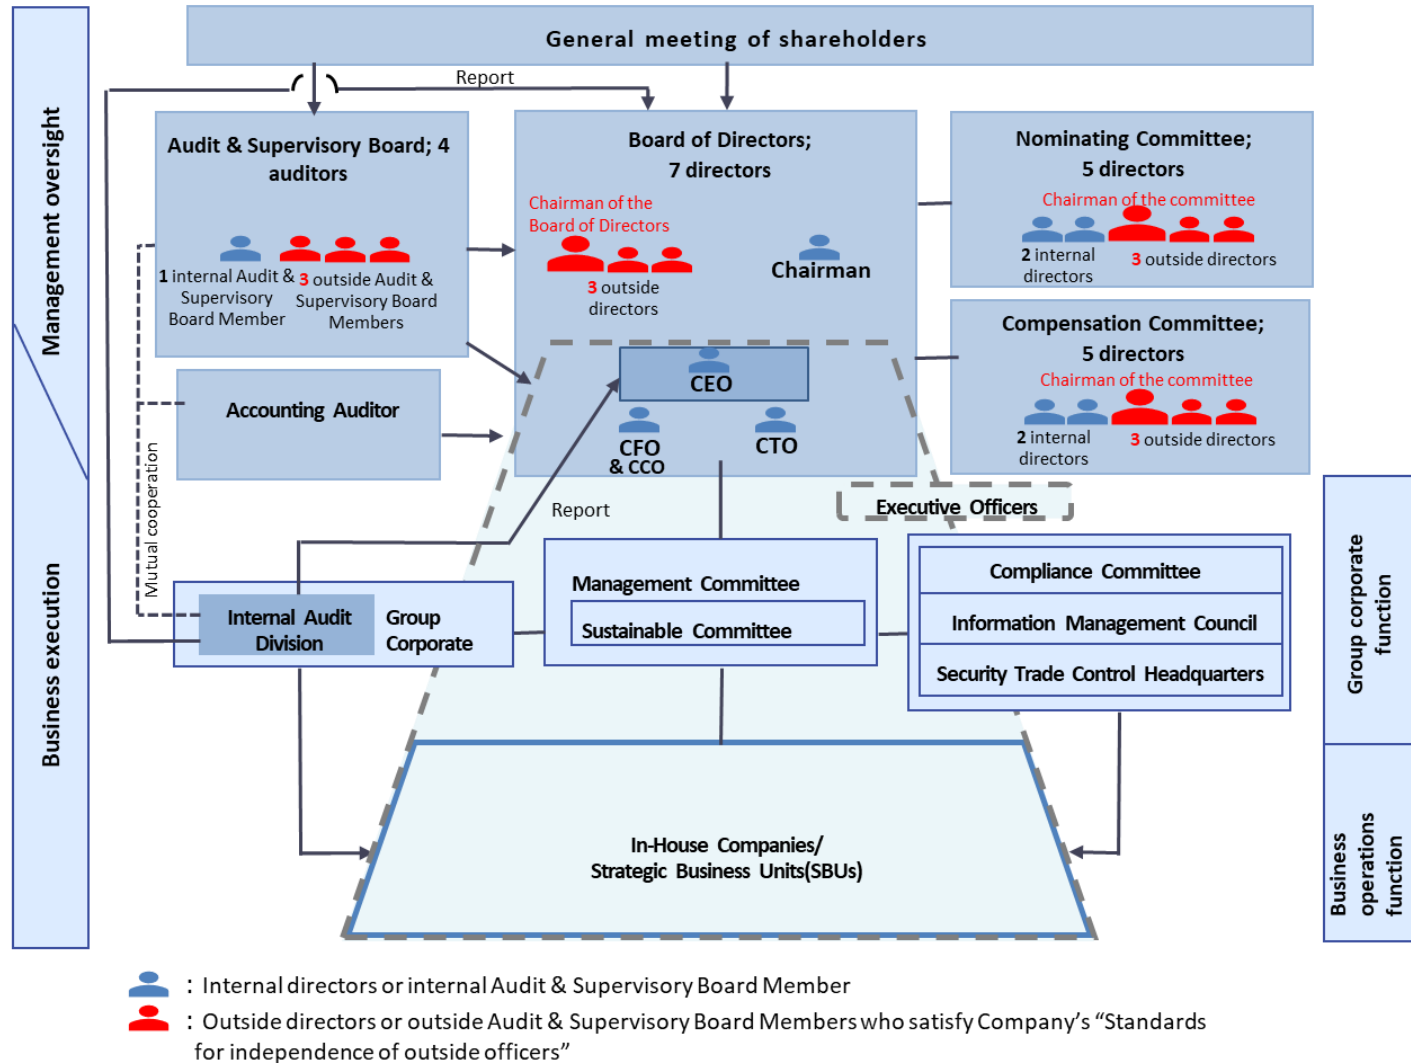 General meeting of shareholders
Report
Management oversight
Audit & Supervisory Board; 4
auditors
1 internal Audit &
Supervisory
Board Member
3 outside Audit &
Supervisory Board
Members
Board of Directors;
7 directors
Chairman of the
Board of Directors
3 outside
directors
Chairman
Nominating Committee;
5 directors
Chairman of the committee
2 internal
directors
3 outside directors
Compensation Committee;
5 directors
Chairman of the committee
2 internal
directors
3 outside directors
CEO
CFO
& CCO
CTO
Accounting Auditor
Mutual cooperation
Report
Executive Officers
Business execution
Internal Audit
Division
Group
Corporate
Management Committee
Sustainable Committee
Compliance Committee
Information Management Council
Security Trade Control Headquarters
Group corporate
function
In-House Companies/
Strategic Business Units(SBUs)
Business
operations
function
: Internal directors or internal Audit & Supervisory Board Member
: Outside directors or outside Audit & Supervisory Board Members who satisfy Company’s “Standards
for independence of outside officers”